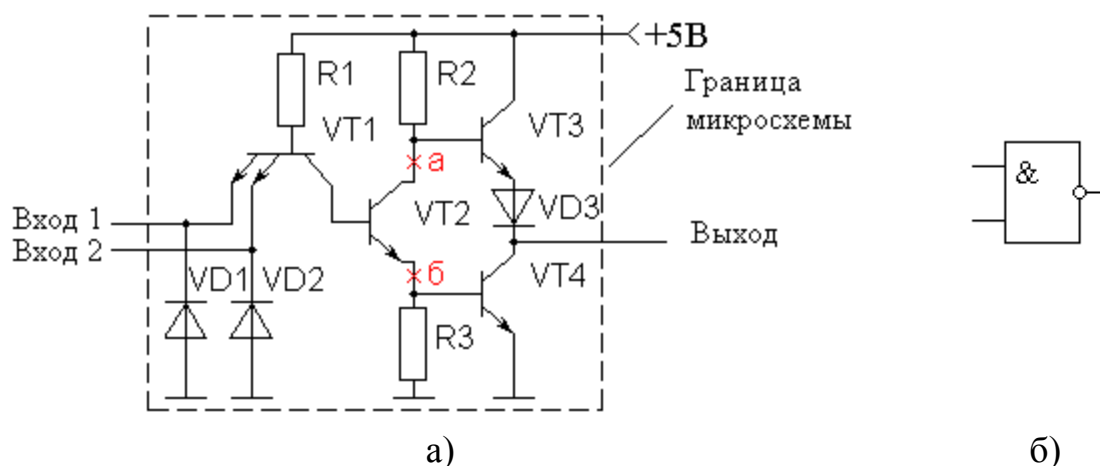 +5В
R1
R2
Граница
микросхемы
VT1
VT3
а
&
Вход 1
VT2
VD3
Выход
Вход 2
VD1
VD2
б
VT4
R3
а)
б)